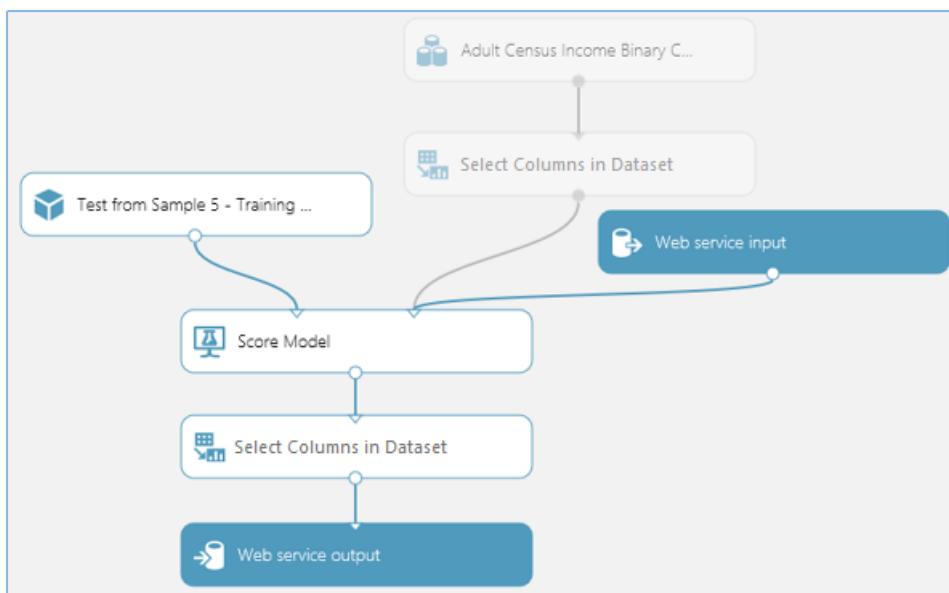 Adult Census Income Binary C...
Select Columns in Dataset
Test from Sample 5 - Training ...
Web service input
Score Model
Select Columns in Dataset
Web service output